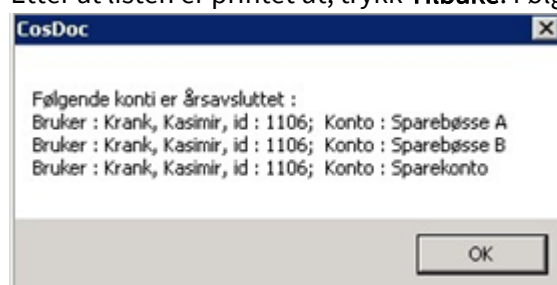 Etter at listen er printet ut, trykk Tilbake. Følg
CosDoc
Følgende konti er årsavsluttet :
Bruker : Krank, Kasimir, id : 1106; Konto : Sparebøsse A
Bruker : Krank, Kasimir, id : 1106; Konto : Sparebøsse B
Bruker : Krank, Kasimir, id : 1106; Konto : Sparekonto
OK